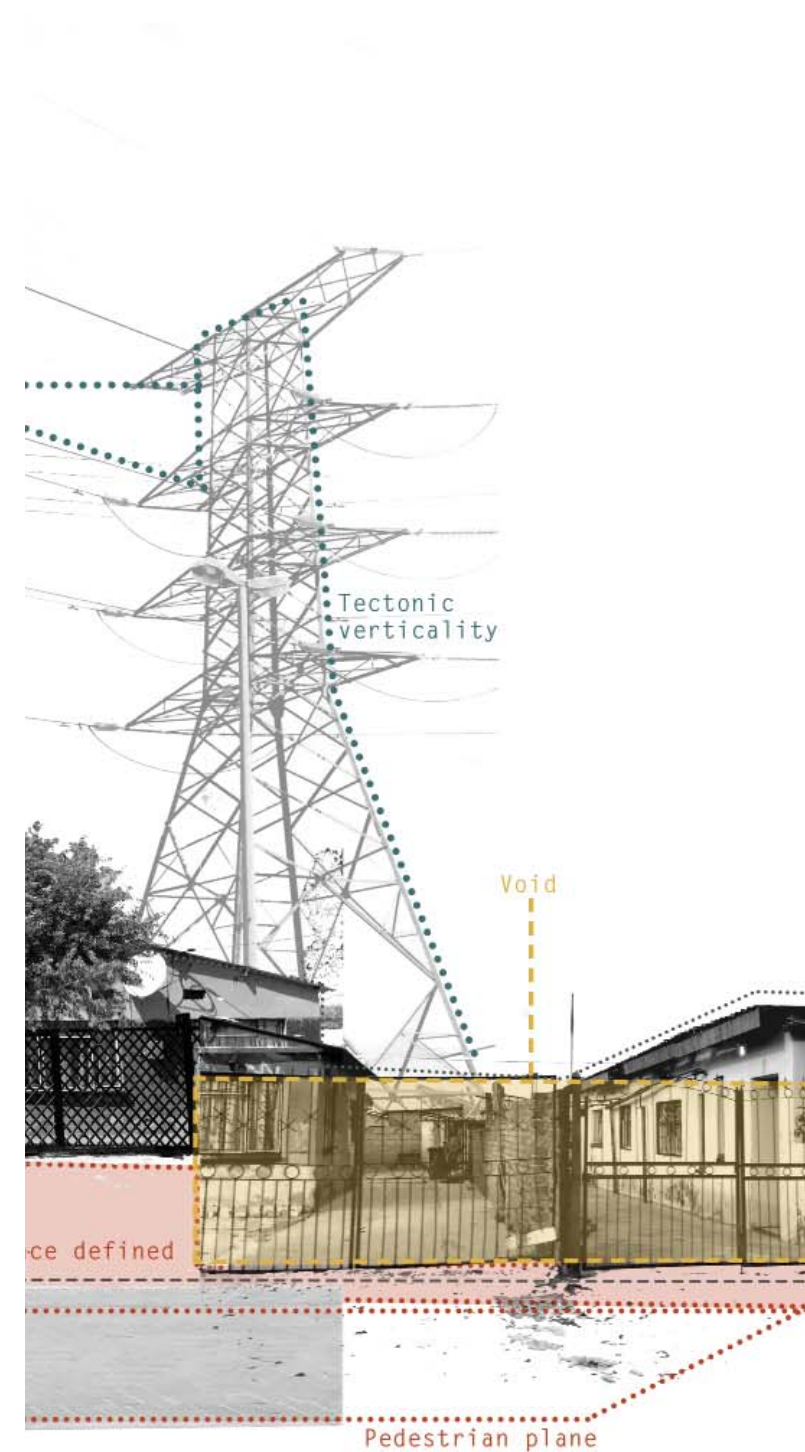 Tectonic
verticality
Void
ce defined
Pedestrian plane